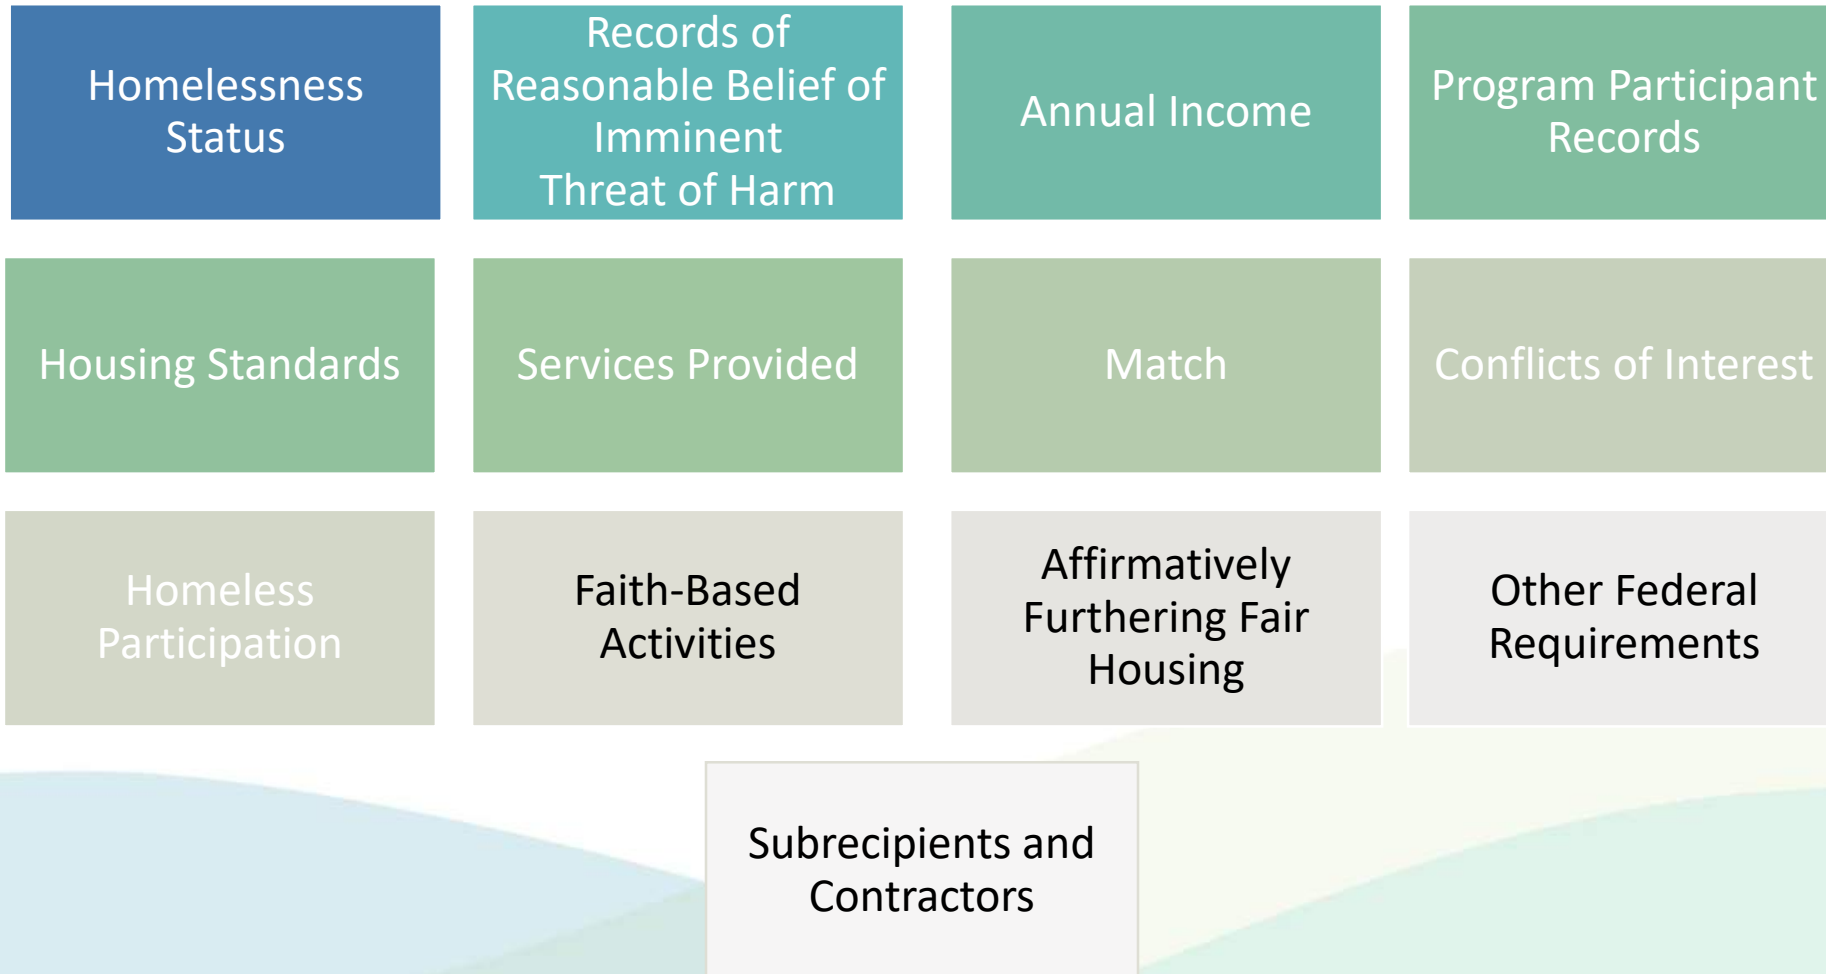 Homelessness
Status
Records of
Reasonable Belief of
Imminent
Threat of Harm
Annual Income
Program Participant
Records
Housing Standards
Services Provided
Match
Conflicts of Interest
Homeless
Participation
Faith-Based
Activities
Affirmatively
Furthering Fair
Housing
Other Federal
Requirements
Subrecipients and
Contractors